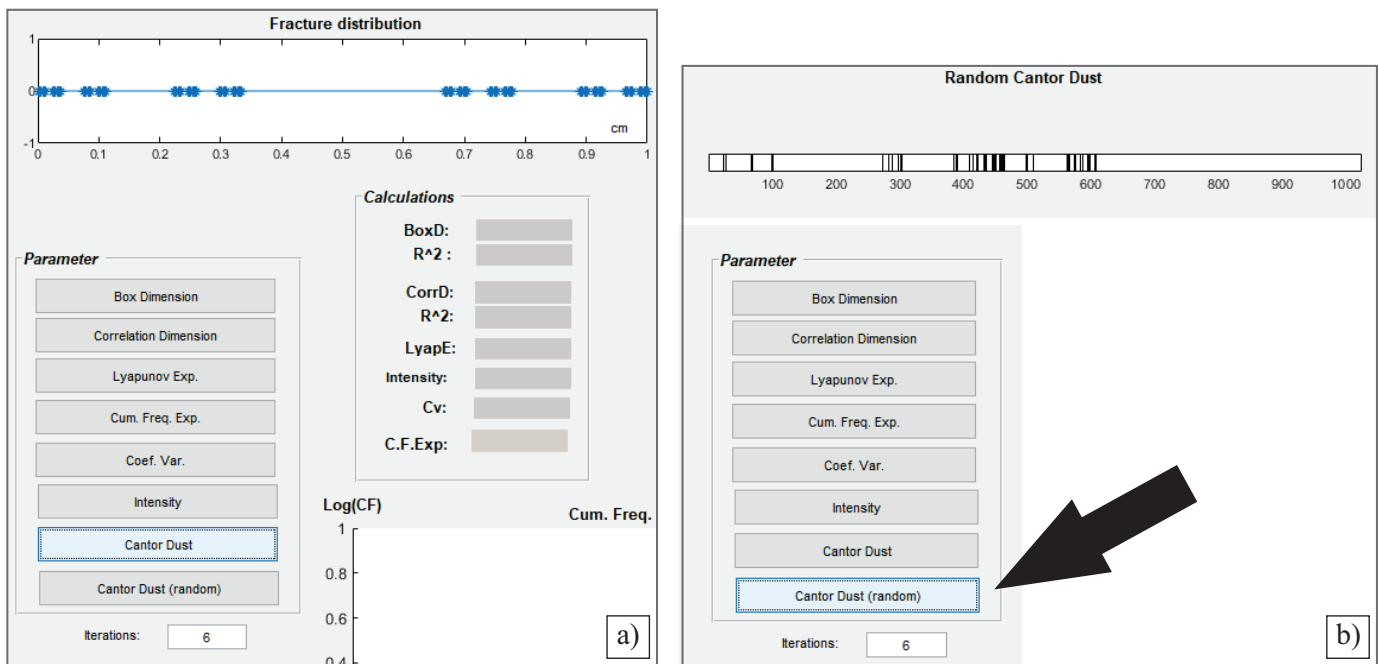 Fracture distribution
1
0
-1
cm
0 0.1 0.2 0.3 0.4 0.5 0.6 0.7 0.8 0.9 1
Calculations
BoxD:
R^2 :
CorrD:
R^2:
LyapE:
Intensity:
Cv:
C.F.Exp:
Parameter
Box Dimension
Correlation Dimension
Lyapunov Exp.
Cum. Freq. Exp.
Coef. Var.
Intensity
Cantor Dust
Cantor Dust (random)
Iterations: 6
Log(CF)
Cum. Freq.
1
0.8
0.6
0.4
a)
Random Cantor Dust
100 200 300 400 500 600 700 800 900 1000
Parameter
Box Dimension
Correlation Dimension
Lyapunov Exp.
Cum. Freq. Exp.
Coef. Var.
Intensity
Cantor Dust
Cantor Dust (random)
Iterations: 6
b)